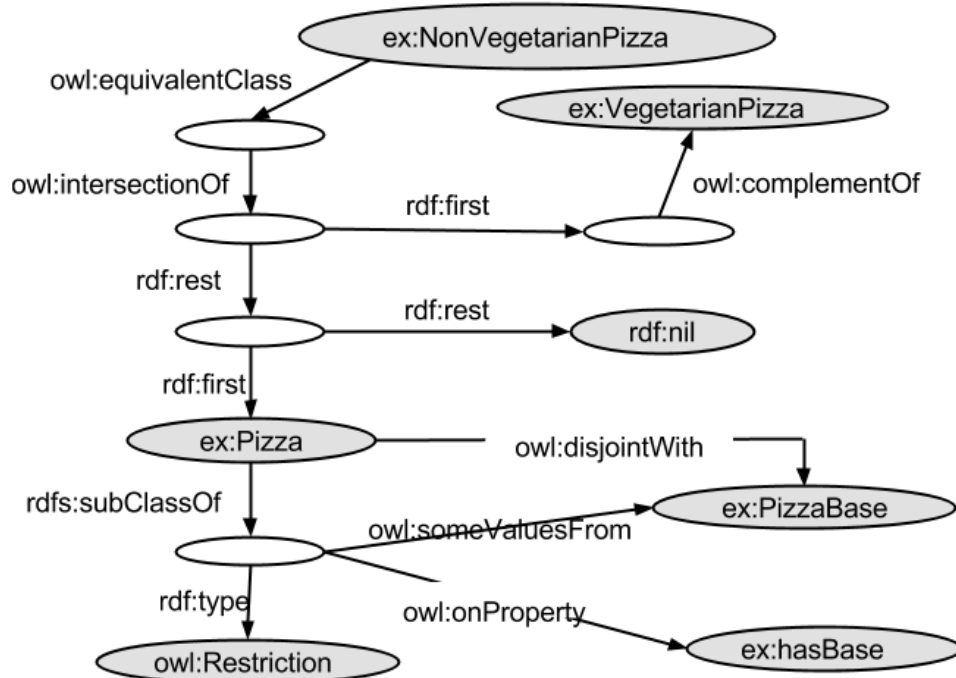 ex:NonVegetarianPizza
owl:equivalentClass
ex:VegetarianPizza
owl:intersectionOf
owl:complementOf
rdf:first
rdf:rest
rdf:rest
rdf:nil
rdf:first
ex:Pizza
owl:disjointWith
rdfs:subClassOf
ex:PizzaBase
owl:someValuesFrom
rdf:type
owl:onProperty
ex:hasBase
owl:Restriction